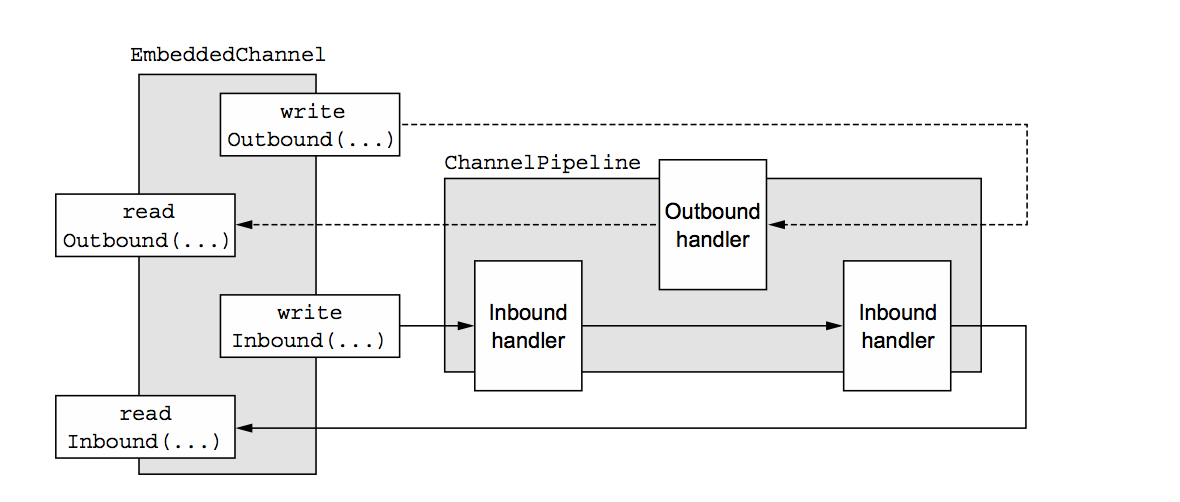 EmbeddedChannel
write
Outbound(...)
ChannelPipeline
read
Outbound(...)
Outbound
handler
write
Inbound(...)
Inbound
handler
Inbound
handler
read
Inbound(...)